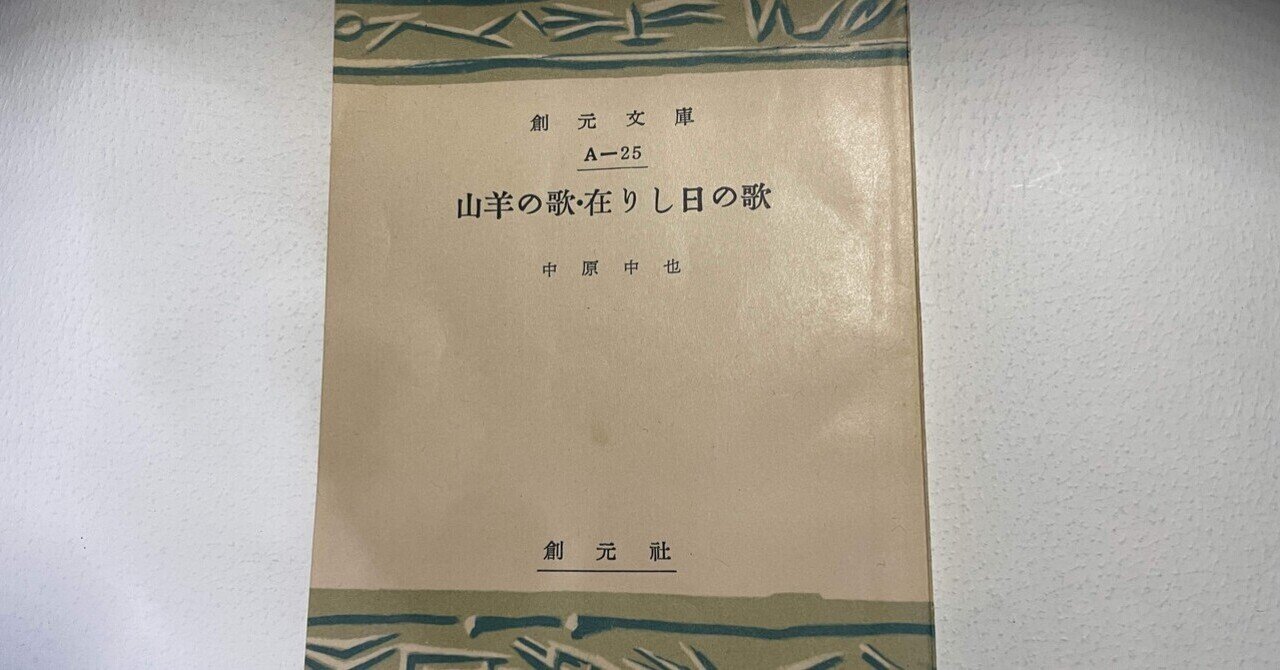 創元文庫
A—25
山羊の歌・在りし日の歌
中原中也
創元社